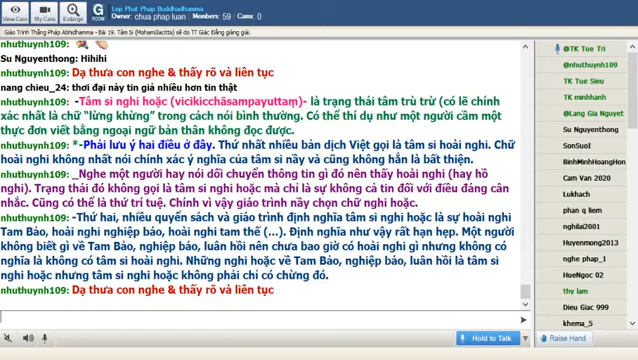 View Cam
My Cam
Enlarge
G
ROOM
Lop Phat Phap Buddhadhamma
Owner: chua phap luan : Members: 59 : Cams: 0
Giáo Trình Thắng Pháp Abhidhamma - Bài 19. Tâm Si (Mohamūlacitta) sẽ do TT Giác Đẳng giảng giải.
nhuthuynh109:
Su Nguyenthong: Hihihi
nhuthuynh109: Dạ thưa con nghe & thấy rõ và liên tục
nang chieu_24: thơì đại này tin giả nhiều hơn tin thật
nhuthuynh109: -Tâm si nghi hoặc (vicikicchāsampayuttaṃ)- là trạng thái tâm trù trừ (có lẽ chính
xác nhất là chữ "lừng khừng" trong cách nói bình thường. Có thể thí dụ như một người cầm một
thực đơn viết bằng ngoại ngữ bản thân không đọc được.
nhuthuynh109: *-Phải lưu ý hai điều ở đây. Thứ nhất nhiều bản dịch Việt gọi là tâm si hoài nghi. Chữ
hoài nghi không nhất nói chính xác ý nghĩa của tâm si nầy và cũng không hẳn là bất thiện.
nhuthuynh109: _Nghe một người hay nói dối chuyển thông tin gì đó nên thấy hoài nghi (hay hồ
nghi). Trạng thái đó không gọi là tâm si nghi hoặc mà chỉ là sự không cả tin đối với điều đáng cân
nhắc. Cũng có thể là thứ trí tuệ. Chính vì vậy giáo trình nầy chọn chữ nghi hoặc.
nhuthuynh109: -Thứ hai, nhiều quyển sách và giáo trình định nghĩa tâm si nghi hoặc là sự hoài nghi
Tam Bảo, hoài nghi nghiệp báo, hoài nghi tam thế (...). Định nghĩa như vậy rất hạn hẹp. Một người
không biết gì về Tam Bảo, nghiệp báo, luân hồi nên chưa bao giờ có hoài nghi gì nhưng không có
nghĩa là không có tâm si hoài nghi. Những nghi hoặc về Tam Bảo, nghiệp báo, luân hồi là tâm si
nghi hoặc nhưng tâm si nghi hoặc không phải chỉ có chừng đó.
nhuthuynh109: Dạ thưa con nghe & thấy rõ và liên tục
Hold to Talk
@TK Tue Tri
@nhuthuynh109
TK Tue Sieu
TK minhhanh
@Lang Gia Nguyet
Su Nguyenthong
SonSuoI
BinhMinhHoangHon
Cam Van 2020
Lukhach
phan q liem
nghilai2001
Huyenmong2013
nghe phap_1
HueNgoc 02
thy lam
Dieu Giac 999
khema_5
Raise Hand